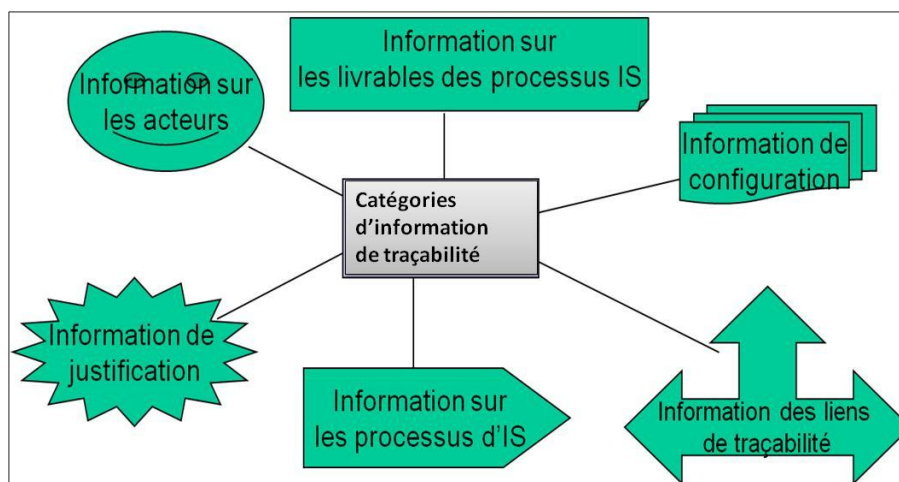 Information sur
les acteurs
Information sur
les livrables des processus IS
Information de
configuration
Catégories
d'information
de traçabilité
Information de
justification
Information sur
les processus d'IS
Information des liens
de traçabilité